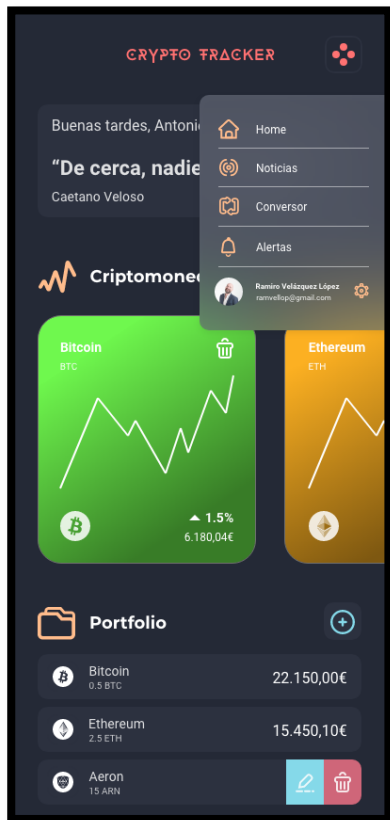 CRYPTO TRACKER
Buenas tardes, Antoni
“De cerca, nadie
Caetano Veloso
Home
Noticias
Conversor
Alertas
Ramiro Velázquez López
ramvellop@gmail.com
Criptomone
Bitcoin
BTC
1.5%
6.180,04€
Ethereum
ETH
Portfolio
Bitcoin
0.5 BTC
22.150,00€
Ethereum
2.5 ETH
15.450,10€
Aeron
15 ARN